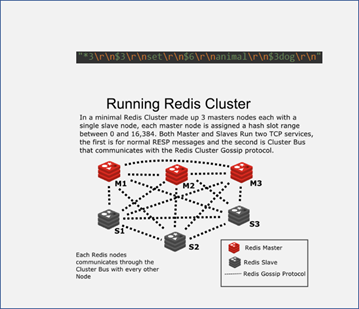 "*3\r\n$3\r\nset\r\n$6\r\nanimal\r\n$3dog\r\n"
Running Redis Cluster
In a minimal Redis Cluster made up 3 masters nodes each with a
single slave node, each master node is assigned a hash slot range
between 0 and 16,384. Both Master and Slaves Run two TCP services,
the first is for normal RESP messages and the second is Cluster Bus
that communicates with the Redis Cluster Gossip protocol.
M1
M2
M3
S1
S2
S3
Each Redis nodes
communicates through the
Cluster Bus with every other
Node
Redis Master
Redis Slave
Redis Gossip Protocol